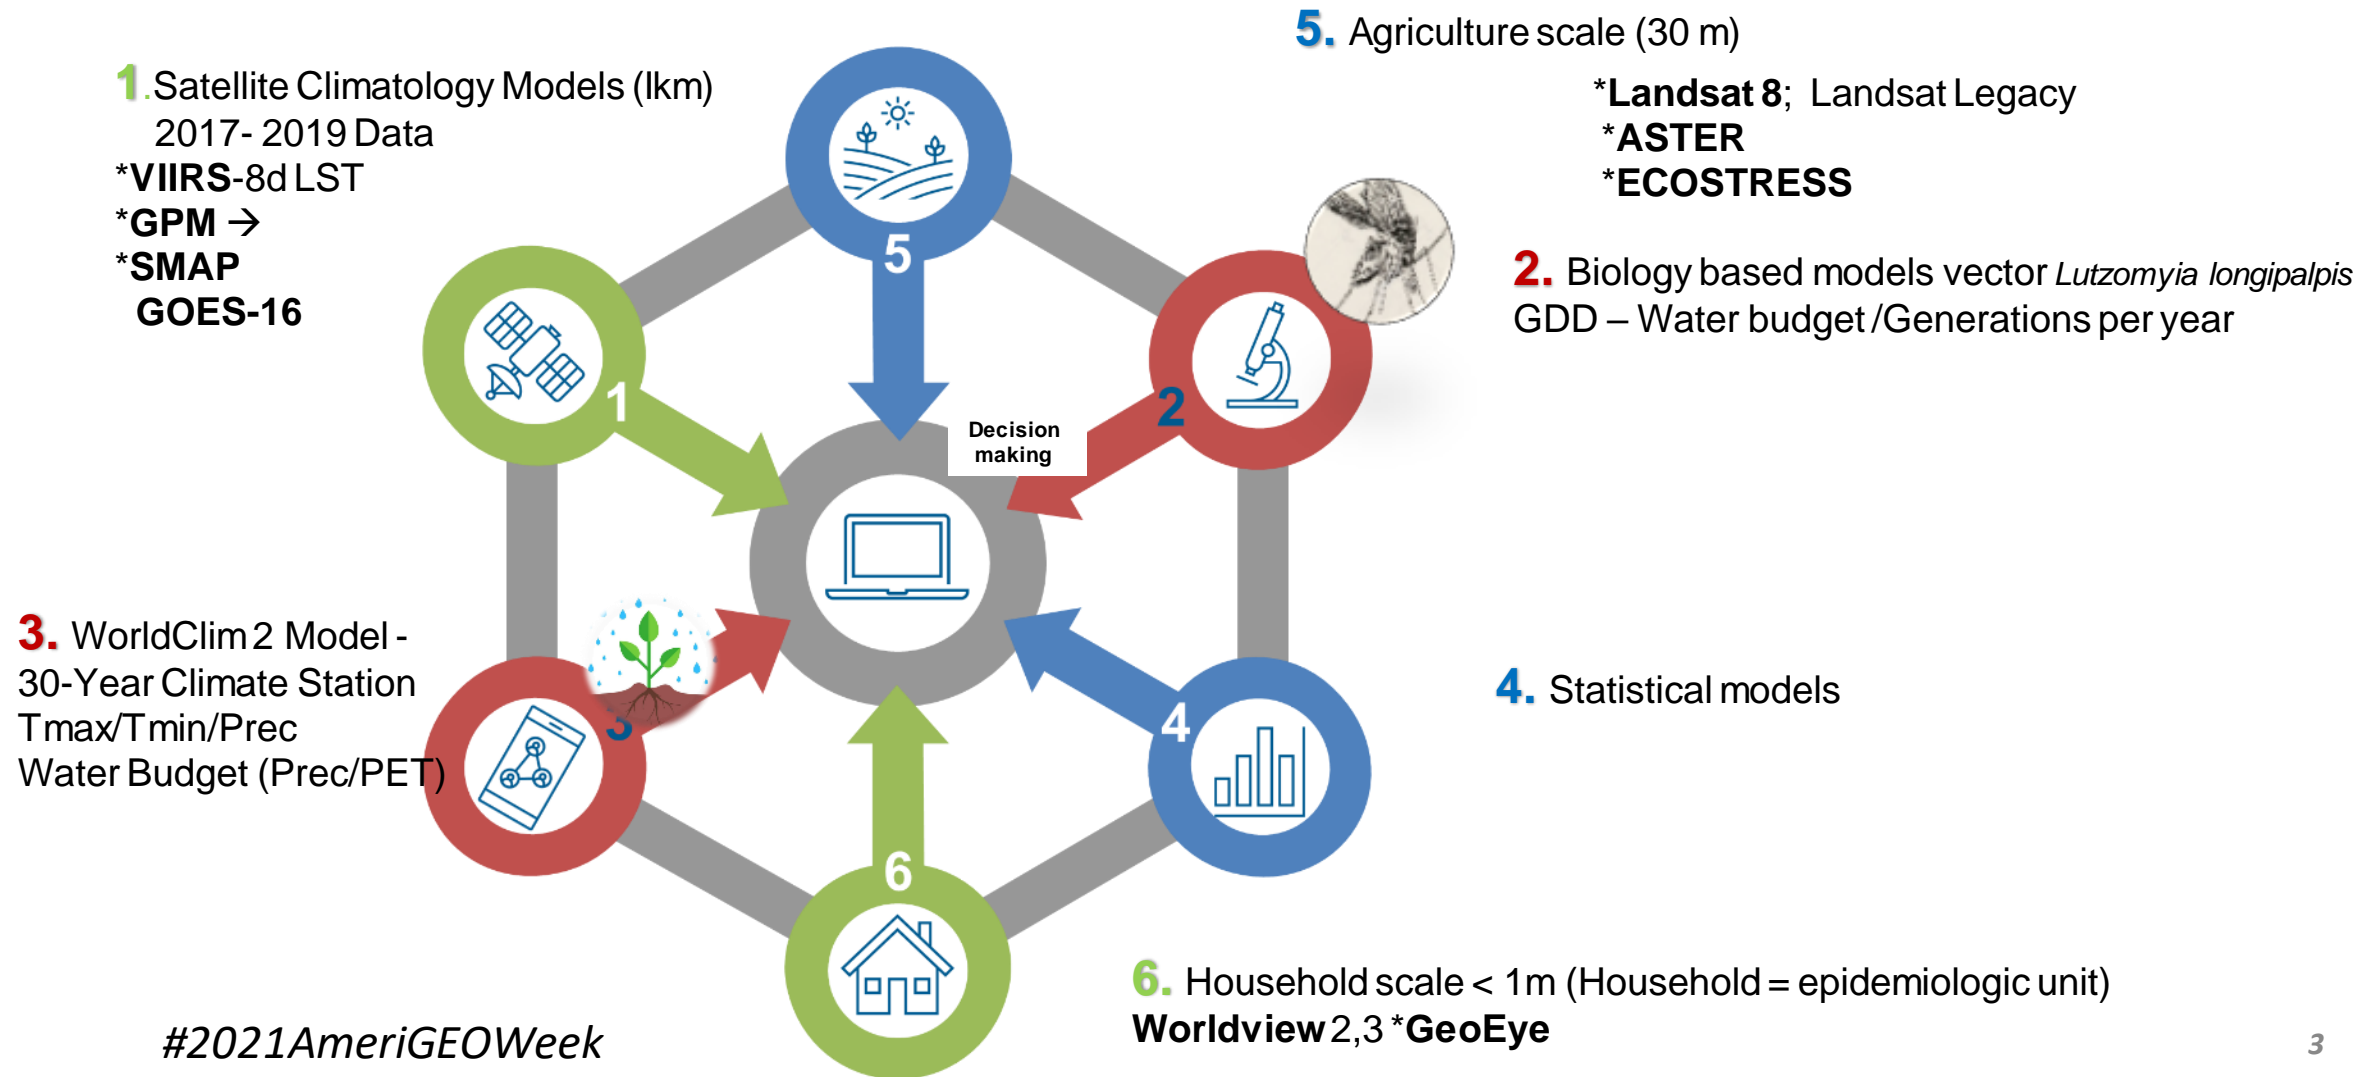 5. Agriculture scale (30 m)
*Landsat 8; Landsat Legacy
*ASTER
*ECOSTRESS
1.Satellite Climatology Models (lkm)
2017- 2019 Data
*VIIRS-8d LST
*GPM →
*SMAP
GOES-16
2. Biology based models vector Lutzomyia longipalpis
GDD – Water budget /Generations per year
5
1
2
Decision
making
3. WorldClim 2 Model -
30-Year Climate Station
Tmax/Tmin/Prec
Water Budget (Prec/PET)
3
4
4. Statistical models
6
6. Household scale < 1m (Household = epidemiologic unit)
Worldview 2,3 *GeoEye
#2021AmeriGEOWeek
3